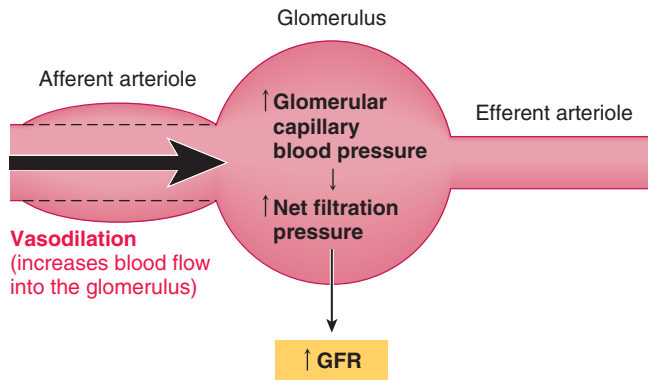 Glomerulus
Afferent arteriole
Efferent arteriole
↑ Glomerular
capillary
blood pressure
↓
↑ Net filtration
pressure
Vasodilation
(increases blood flow
into the glomerulus)
↑ GFR